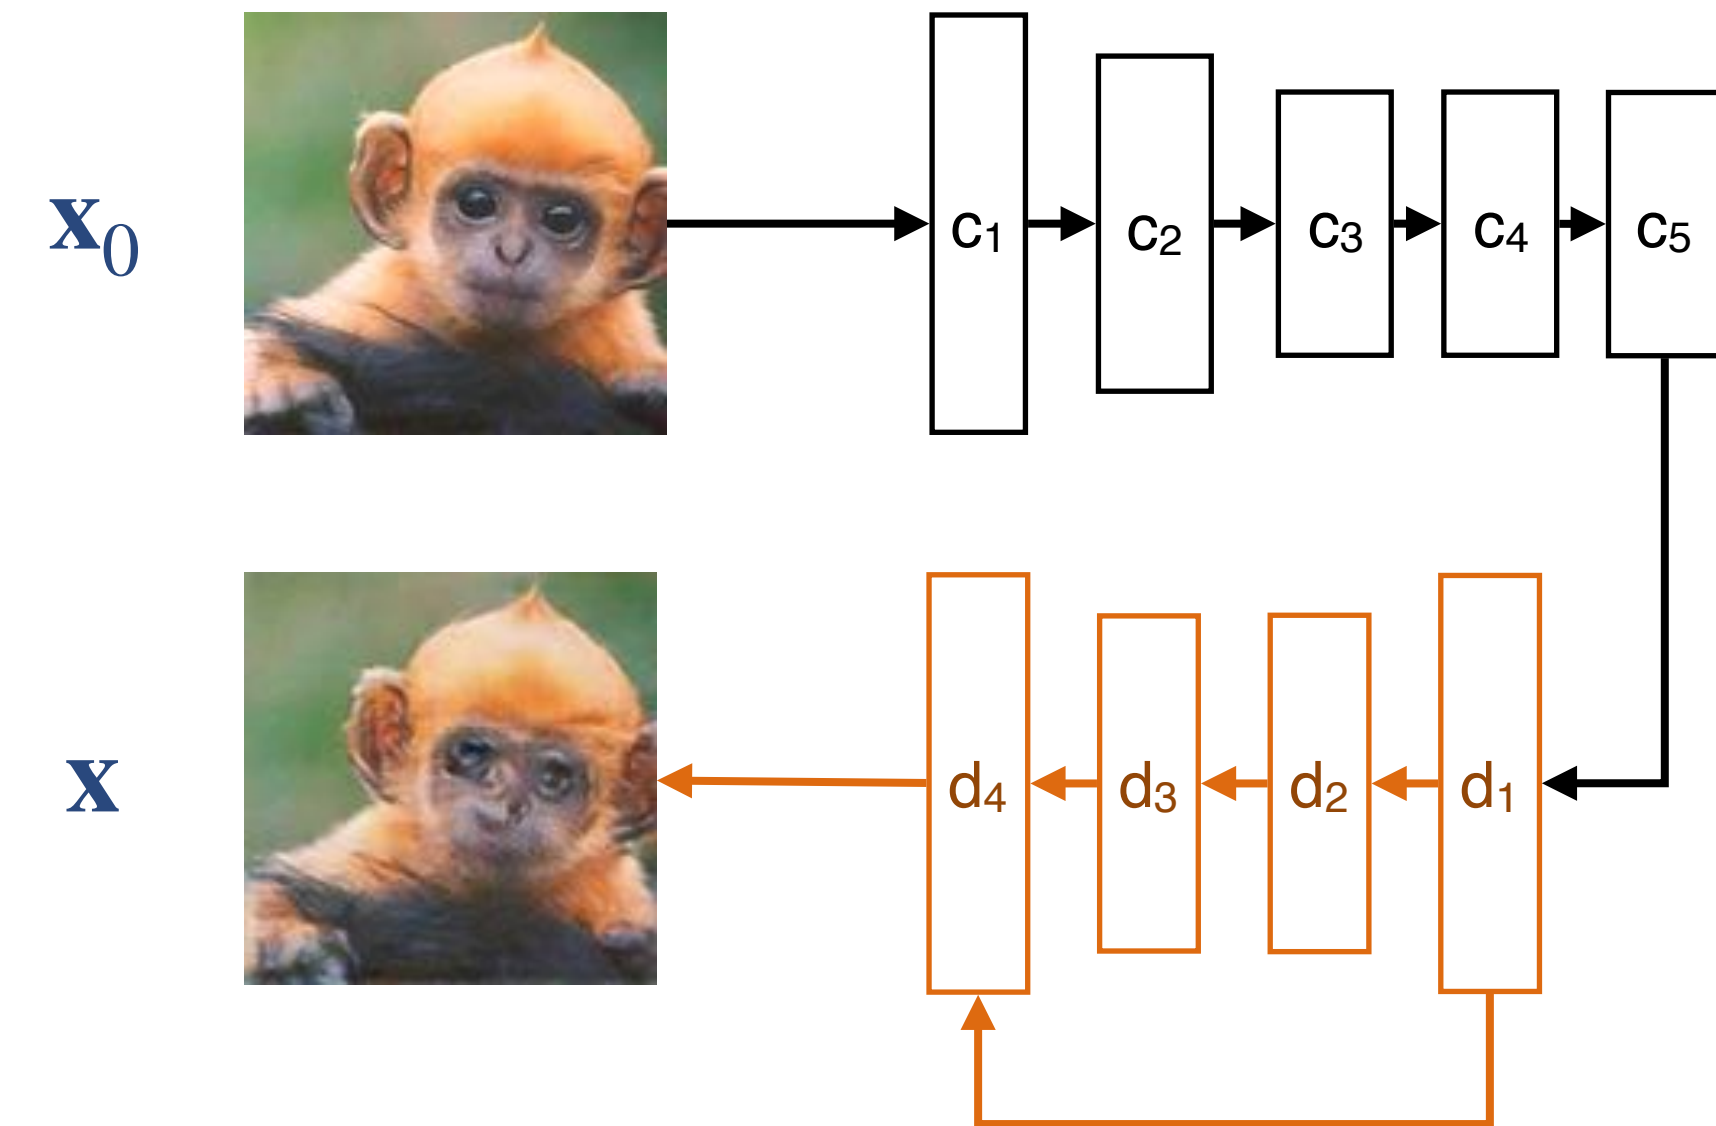 x₀
c₁ c₂ c₃ c₄ c₅
x
d₄ d₃ d₂ d₁